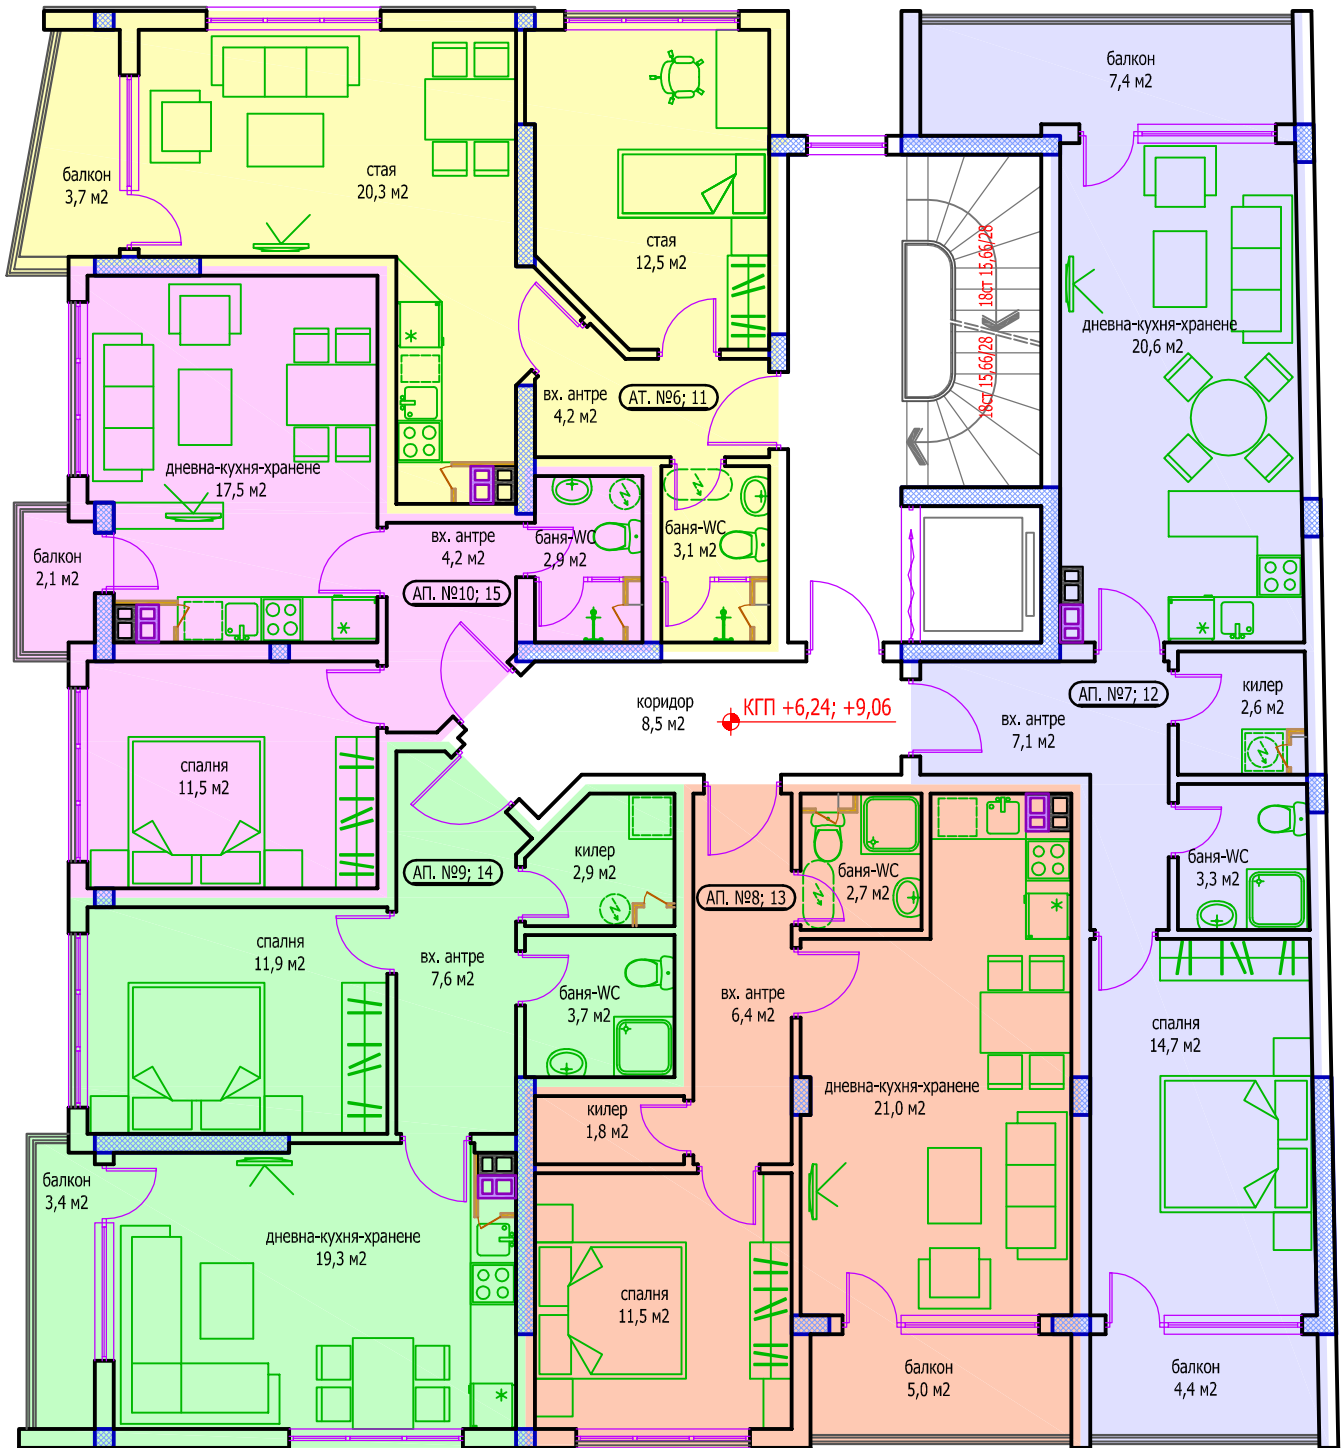 балкон
7,4 м2
балкон
3,7 м2
стая
20,3 м2
стая
12,5 м2
18ст 15,66/28
18ст 15,66/28
дневна-кухня-хранене
20,6 м2
вх. антре
4,2 м2
АТ. №6; 11
дневна-кухня-хранене
17,5 м2
балкон
2,1 м2
вх. антре
4,2 м2
баня-WC
2,9 м2
баня-WC
3,1 м2
АП. №10; 15
коридор
8,5 м2
КГП +6,24; +9,06
АП. №7; 12
вх. антре
7,1 м2
килер
2,6 м2
спалня
11,5 м2
АП. №9; 14
килер
2,9 м2
АП. №8; 13
баня-WC
2,7 м2
баня-WC
3,3 м2
спалня
11,9 м2
вх. антре
7,6 м2
баня-WC
3,7 м2
вх. антре
6,4 м2
спалня
14,7 м2
дневна-кухня-хранене
21,0 м2
килер
1,8 м2
балкон
3,4 м2
дневна-кухня-хранене
19,3 м2
спалня
11,5 м2
балкон
5,0 м2
балкон
4,4 м2